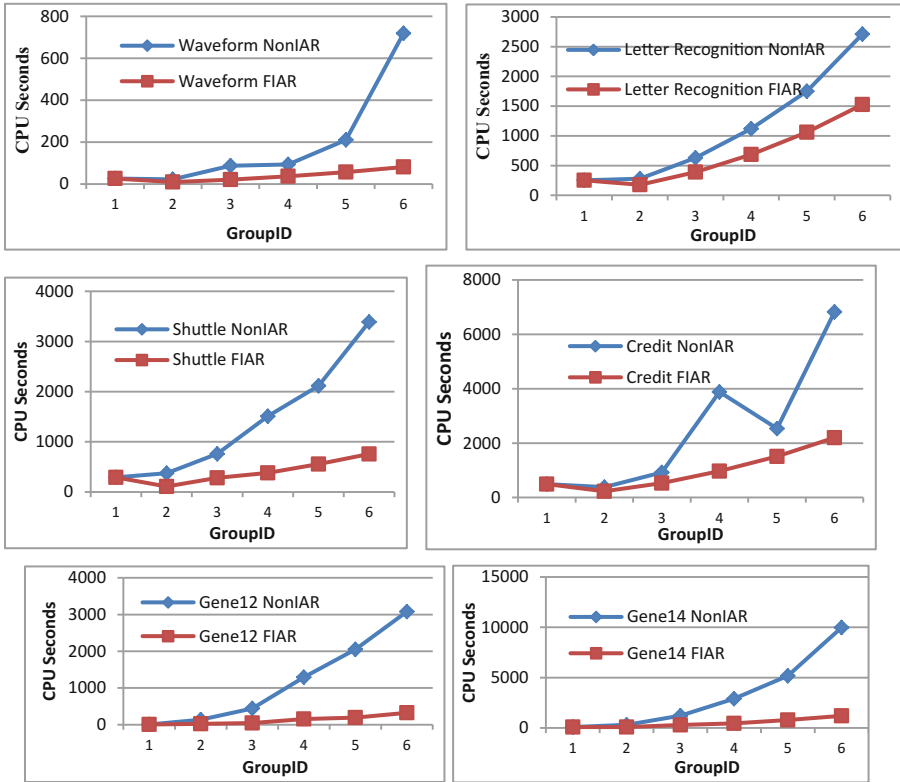 800
600
400
200
0
CPU Seconds
Waveform NonIAR
Waveform FIAR
1 2 3 4 5 6
GroupID
3000
2500
2000
1500
1000
500
0
CPU Seconds
Letter Recognition NonIAR
Letter Recognition FIAR
1 2 3 4 5 6
GroupID
4000
3000
2000
1000
0
CPU Seconds
Shuttle NonIAR
Shuttle FIAR
1 2 3 4 5 6
GroupID
8000
6000
4000
2000
0
CPU Seconds
Credit NonIAR
Credit FIAR
1 2 3 4 5 6
GroupID
4000
3000
2000
1000
0
CPU Seconds
Gene12 NonIAR
Gene12 FIAR
1 2 3 4 5 6
GroupID
15000
10000
5000
0
CPU Seconds
Gene14 NonIAR
Gene14 FIAR
1 2 3 4 5 6
GroupID